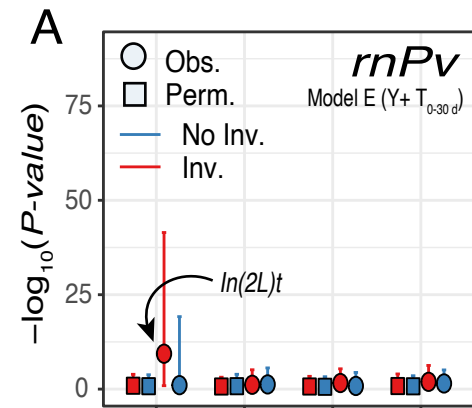 A
Obs.
Perm.
No Inv.
Inv.
rnPv
Model E (Y+ T0-30 d)
−log10(P-value)
75
50
25
0
In(2L)t